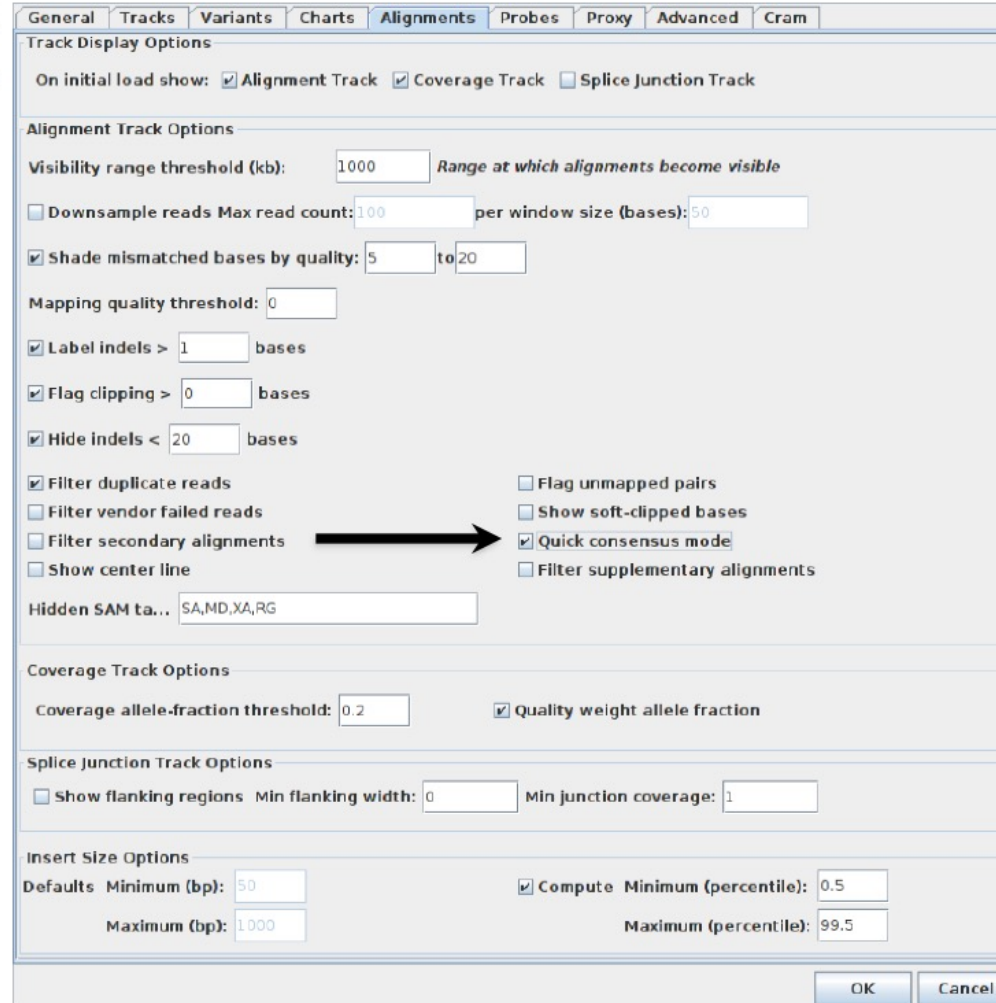 General Tracks Variants Charts Alignments Probes Proxy Advanced Cram
Track Display Options
On initial load show: Alignment Track Coverage Track Splice Junction Track
Alignment Track Options
Visibility range threshold (kb): 1000 Range at which alignments become visible
Downsample reads Max read count: 100 per window size (bases): 50
Shade mismatched bases by quality: 5 to 20
Mapping quality threshold: 0
Label indels > 1 bases
Flag clipping > 0 bases
Hide indels < 20 bases
Filter duplicate reads Flag unmapped pairs
Filter vendor failed reads Show soft-clipped bases
Filter secondary alignments Quick consensus mode
Show center line Filter supplementary alignments
Hidden SAM ta... SA,MD,XA,RG
Coverage Track Options
Coverage allele-fraction threshold: 0.2 Quality weight allele fraction
Splice Junction Track Options
Show flanking regions Min flanking width: 0 Min junction coverage: 1
Insert Size Options
Defaults Minimum (bp): 50 Compute Minimum (percentile): 0.5
Maximum (bp): 1000 Maximum (percentile): 99.5
OK Cancel